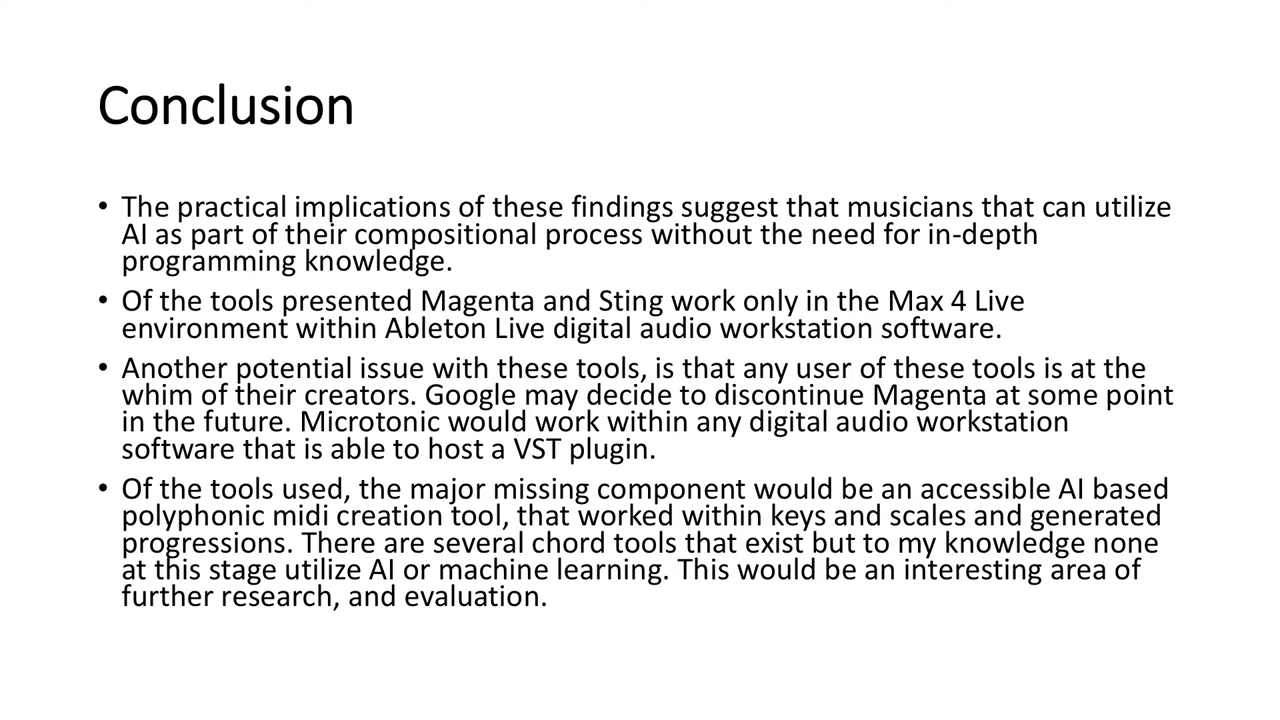 Conclusion
• The practical implications of these findings suggest that musicians that can utilize
AI as part of their compositional process without the need for in-depth
programming knowledge.
• Of the tools presented Magenta and Sting work only in the Max 4 Live
environment within Ableton Live digital audio workstation software.
• Another potential issue with these tools, is that any user of these tools is at the
whim of their creators. Google may decide to discontinue Magenta at some point
in the future. Microtonic would work within any digital audio workstation
software that is able to host a VST plugin.
• Of the tools used, the major missing component would be an accessible AI based
polyphonic midi creation tool, that worked within keys and scales and generated
progressions. There are several chord tools that exist but to my knowledge none
at this stage utilize AI or machine learning. This would be an interesting area of
further research, and evaluation.